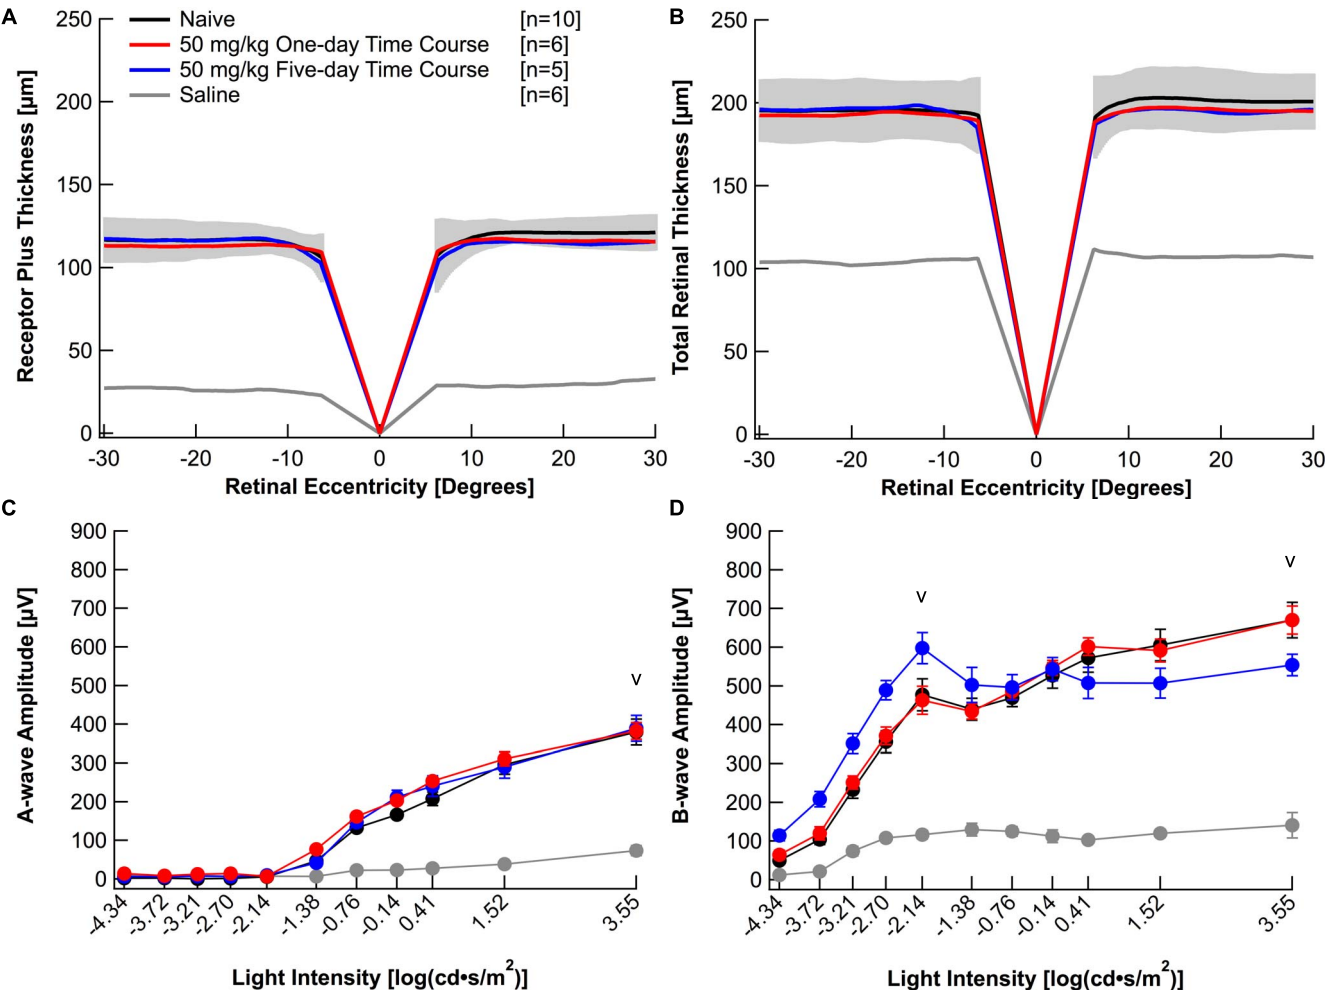 A
250
200
150
100
50
0
Receptor Plus Thickness [µm]
Naive [n=10]
50 mg/kg One-day Time Course [n=6]
50 mg/kg Five-day Time Course [n=5]
Saline [n=6]
-30 -20 -10 0 10 20 30
Retinal Eccentricity [Degrees]
B
250
200
150
100
50
0
Total Retinal Thickness [µm]
-30 -20 -10 0 10 20 30
Retinal Eccentricity [Degrees]
C
900
800
700
600
500
400
300
200
100
0
A-wave Amplitude [µV]
v
-4.34 -3.72 -3.21 -2.70 -2.14 -1.38 -0.76 -0.14 0.41 1.52 3.55
Light Intensity [log(cd•s/m²)]
D
900
800
700
600
500
400
300
200
100
0
B-wave Amplitude [µV]
v
v
-4.34 -3.72 -3.21 -2.70 -2.14 -1.38 -0.76 -0.14 0.41 1.52 3.55
Light Intensity [log(cd•s/m²)]